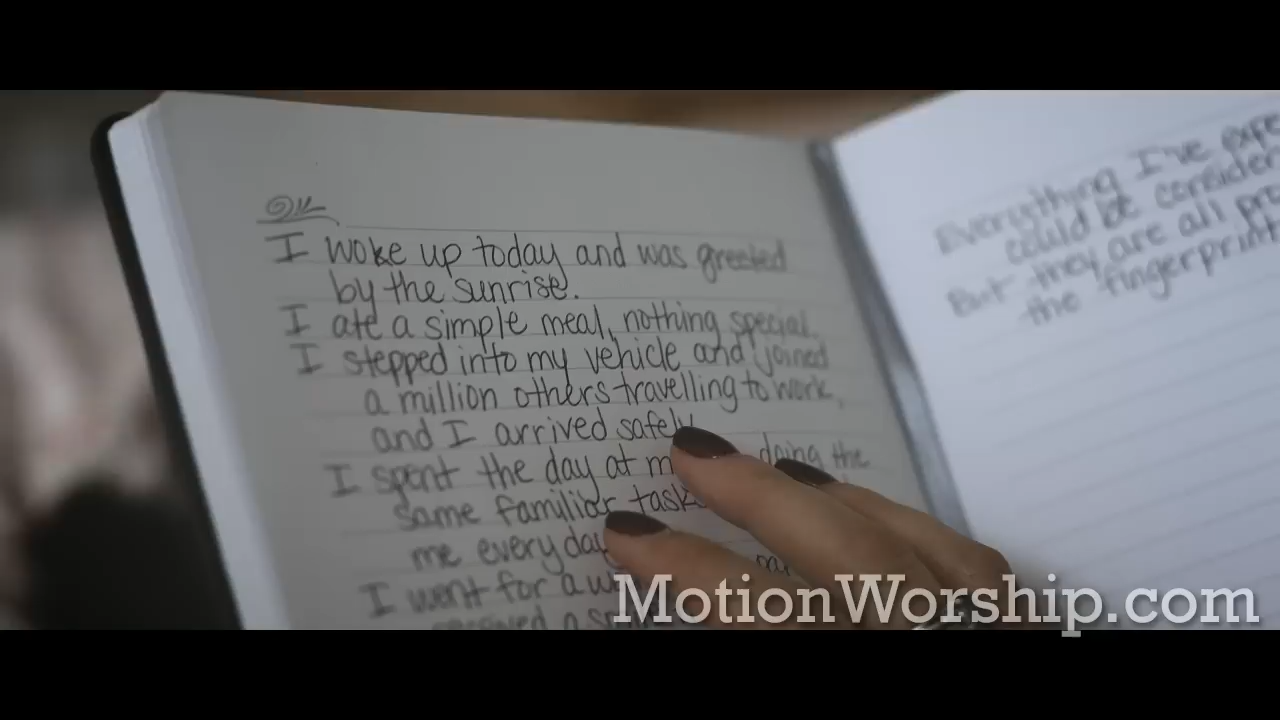 I woke up today and was greeted
by the sunrise.
I ate a simple meal, nothing special.
I stepped into my vehicle and joined
a million others travelling to work,
and I arrived safely
I spent the day at doing the
same familiar
me every day
I went for a
Everything I've
could be
But they are all
the
MotionWorship.com